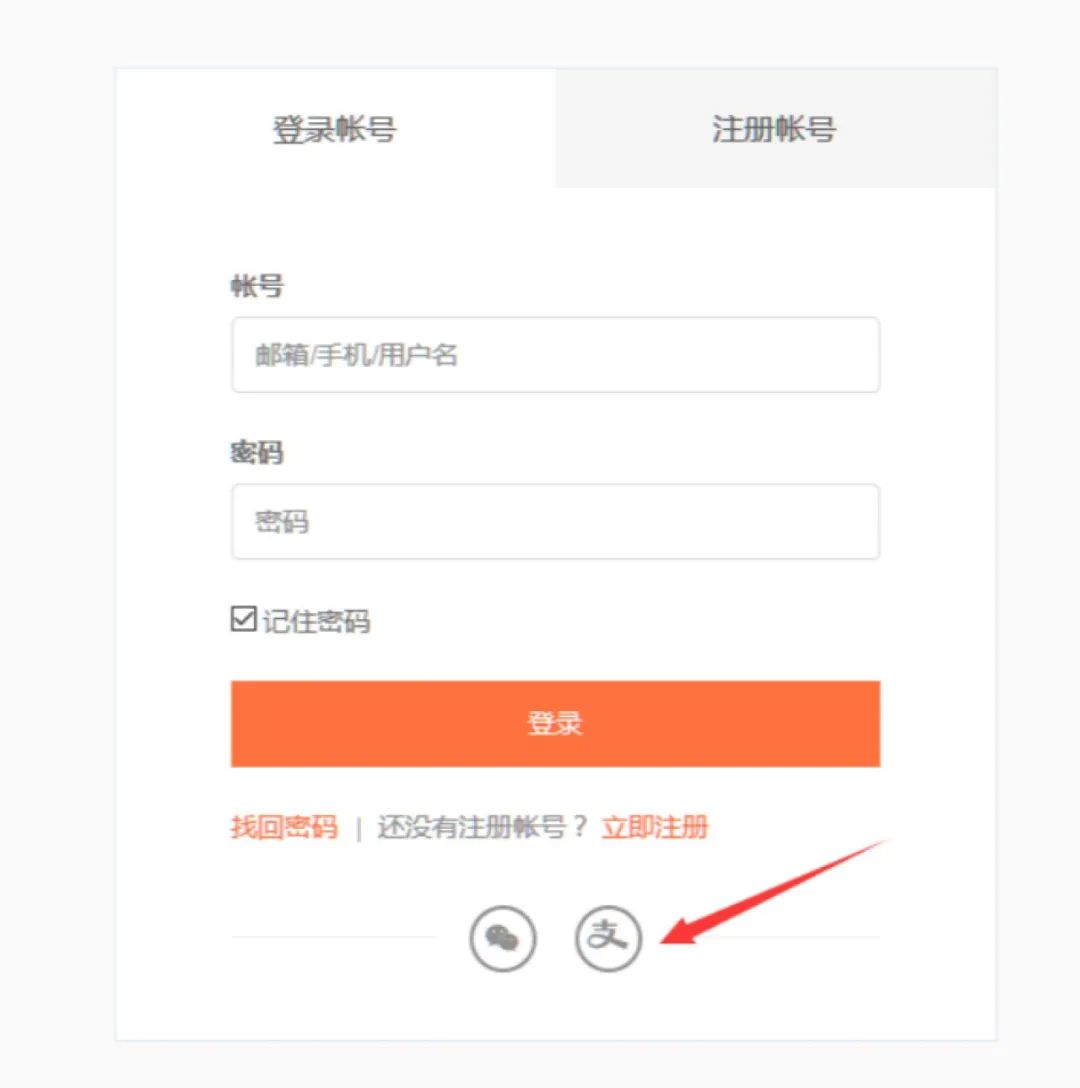 登录帐号
注册帐号
帐号
邮箱/手机/用户名
密码
密码
记住密码
登录
找回密码 | 还没有注册帐号？ 立即注册
支